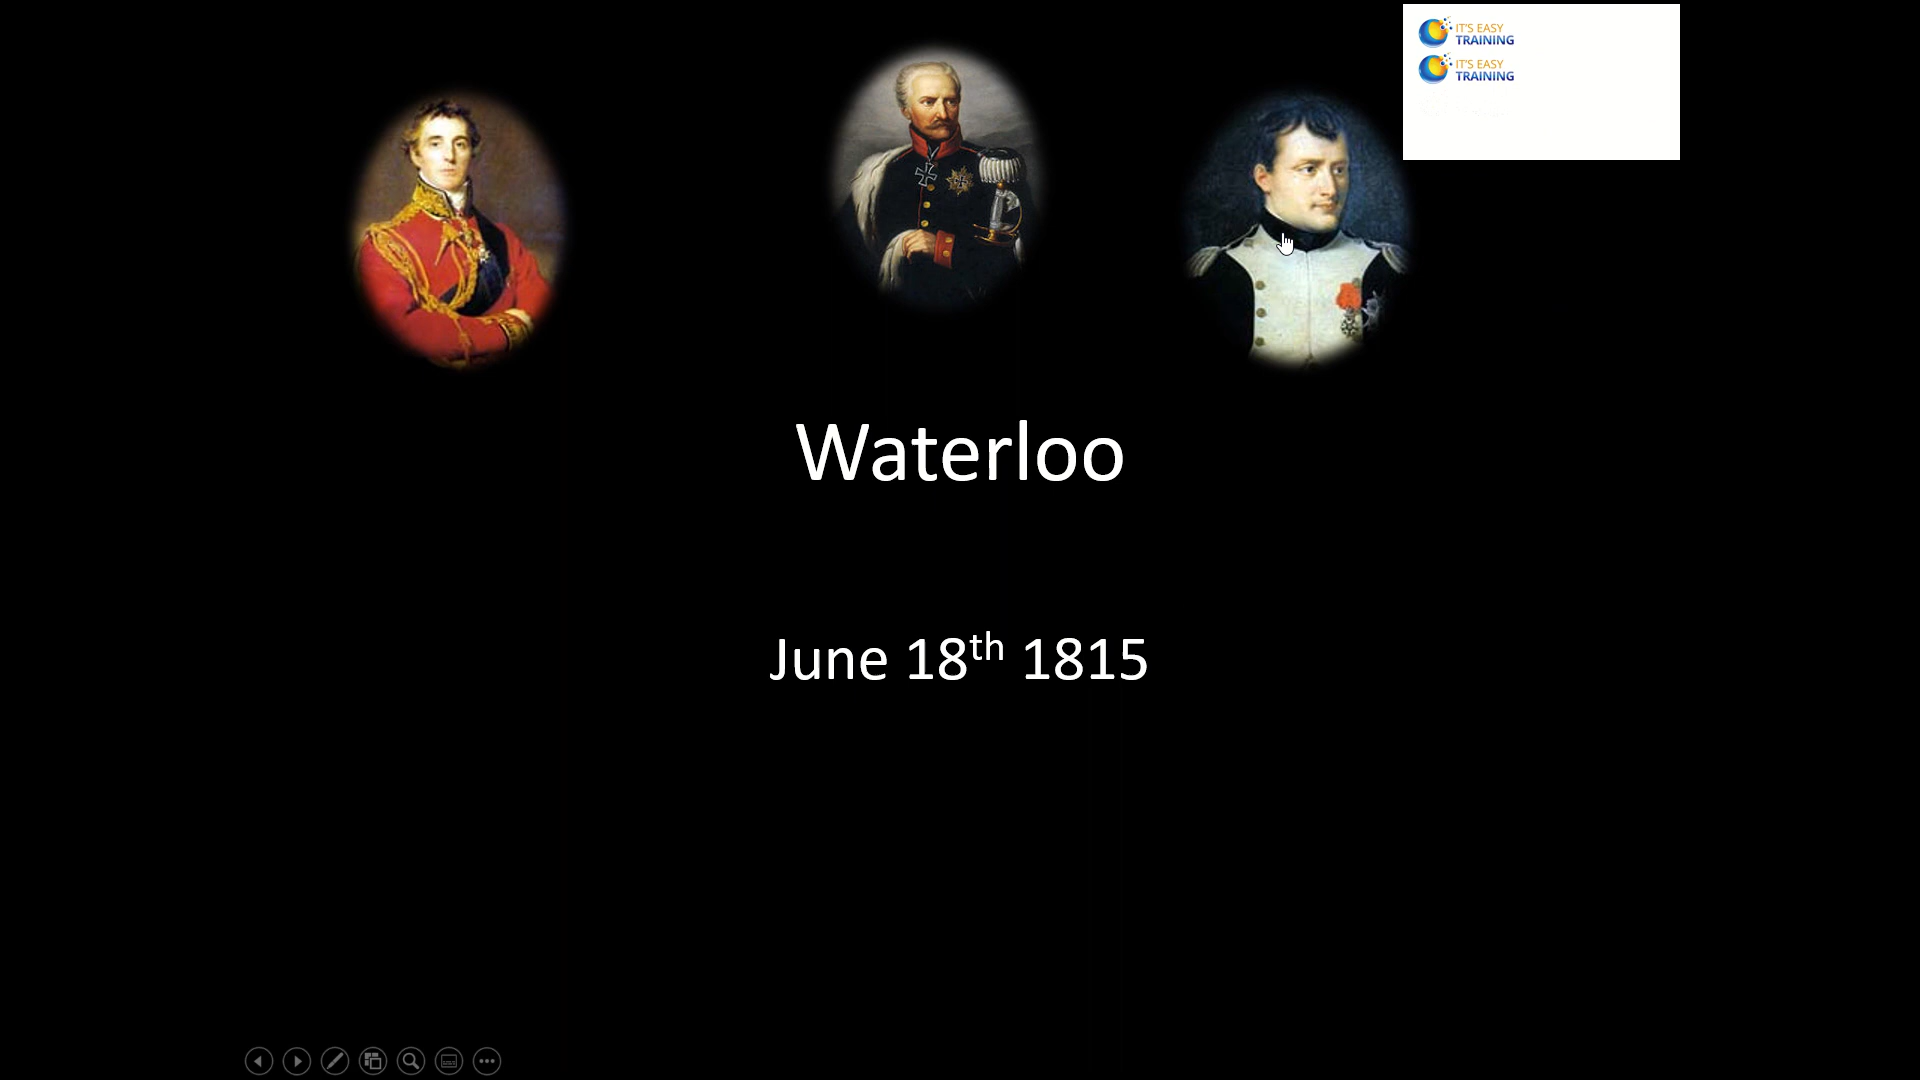 IT'S EASY
TRAINING
IT'S EASY
TRAINING
Waterloo
June 18th 1815